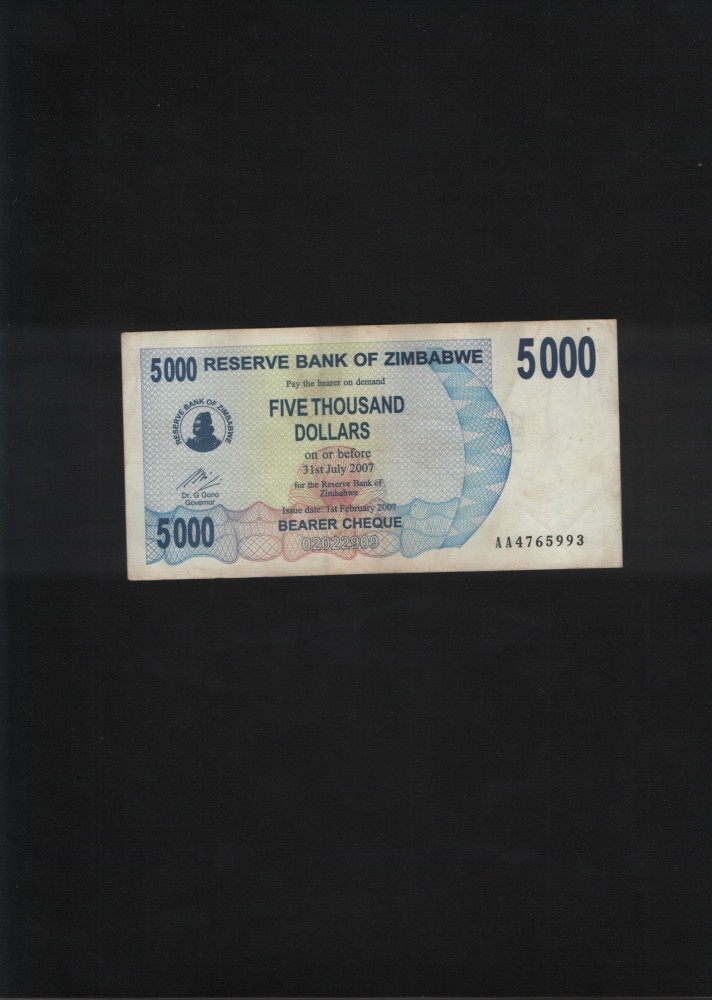 5000 RESERVE BANK OF ZIMBABWE 5000
Pay the bearer on demand
FIVE THOUSAND
DOLLARS
RESERVE BANK OF ZIMBABWE
on or before
31st July 2007
for the Reserve Bank of
Zimbabwe
Dr. G Gono
Governor
Issue date: 1st February 2007
5000 BEARER CHEQUE
02022909
AA4765993